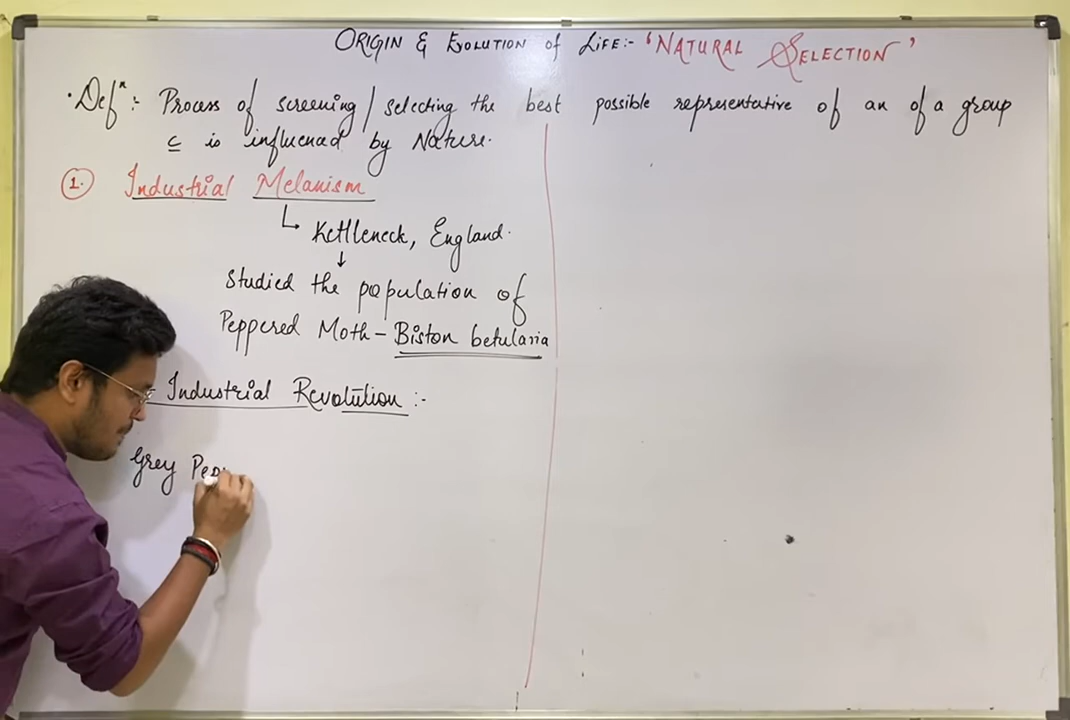 ORIGIN & EVOLUTION of LIFE:- 'NATURAL SELECTION'
• Defⁿ:- Process of screening / selecting the best possible representative of an of a group
c̲ is influenced by Nature.
1. Industrial Melanism
↳ Kettleneck, England.
↓
Studied the population of
Peppered Moth - Biston betularia
- Industrial Revolution :-
Grey Pep